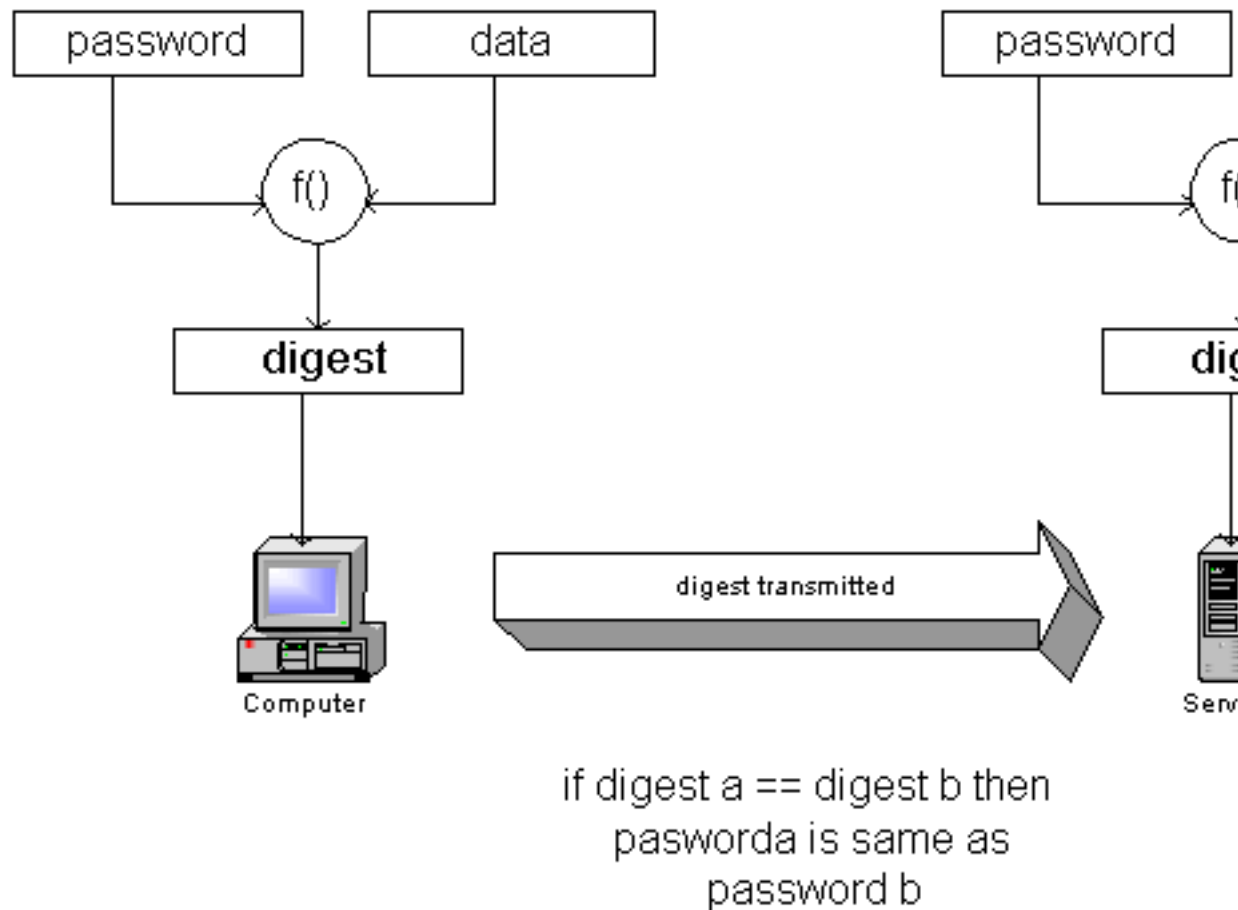 password data password
f()
digest
digest transmitted
Computer
if digest a == digest b then
pasworda is same as
password b